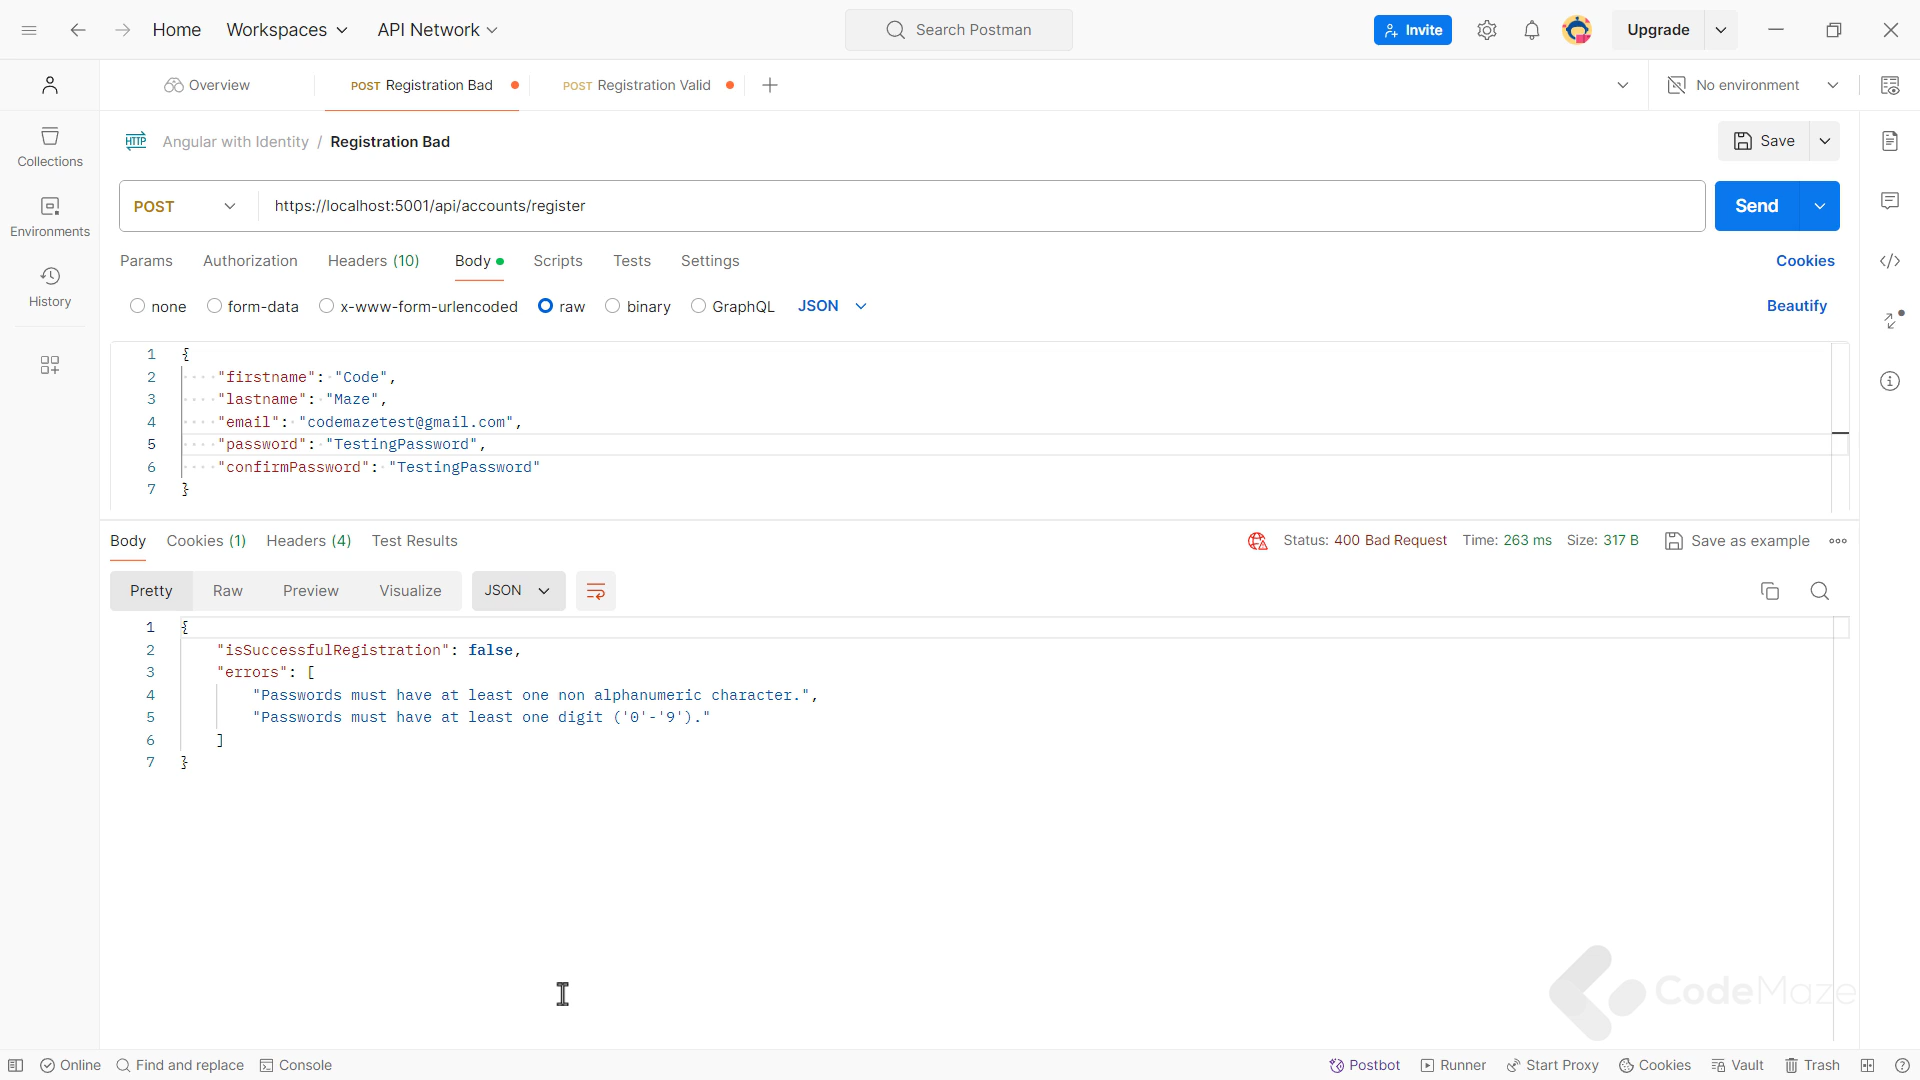 Home Workspaces API Network Search Postman Invite Upgrade
Overview POST Registration Bad POST Registration Valid No environment
HTTP Angular with Identity / Registration Bad Save
Collections
POST https://localhost:5001/api/accounts/register Send
Environments
Params Authorization Headers (10) Body Scripts Tests Settings Cookies
History
none form-data x-www-form-urlencoded raw binary GraphQL JSON Beautify
1 {
2 "firstname": "Code",
3 "lastname": "Maze",
4 "email": "codemazetest@gmail.com",
5 "password": "TestingPassword",
6 "confirmPassword": "TestingPassword"
7 }
Body Cookies (1) Headers (4) Test Results Status: 400 Bad Request Time: 263 ms Size: 317 B Save as example
Pretty Raw Preview Visualize JSON
1 {
2 "isSuccessfulRegistration": false,
3 "errors": [
4 "Passwords must have at least one non alphanumeric character.",
5 "Passwords must have at least one digit ('0'-'9')."
6 ]
7 }
CodeMaze
Online Find and replace Console Postbot Runner Start Proxy Cookies Vault Trash